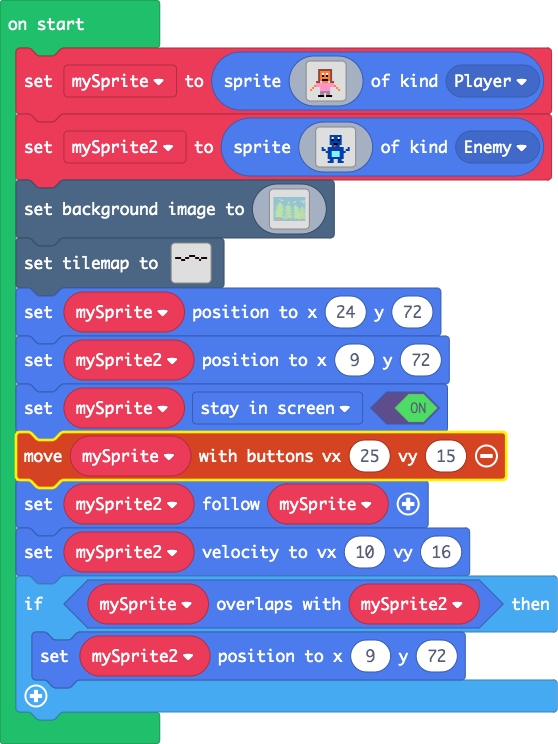 on start
set mySprite to sprite of kind Player
set mySprite2 to sprite of kind Enemy
set background image to
set tilemap to
set mySprite position to x 24 y 72
set mySprite2 position to x 9 y 72
set mySprite stay in screen ON
move mySprite with buttons vx 25 vy 15
set mySprite2 follow mySprite
set mySprite2 velocity to vx 10 vy 16
if mySprite overlaps with mySprite2 then
set mySprite2 position to x 9 y 72